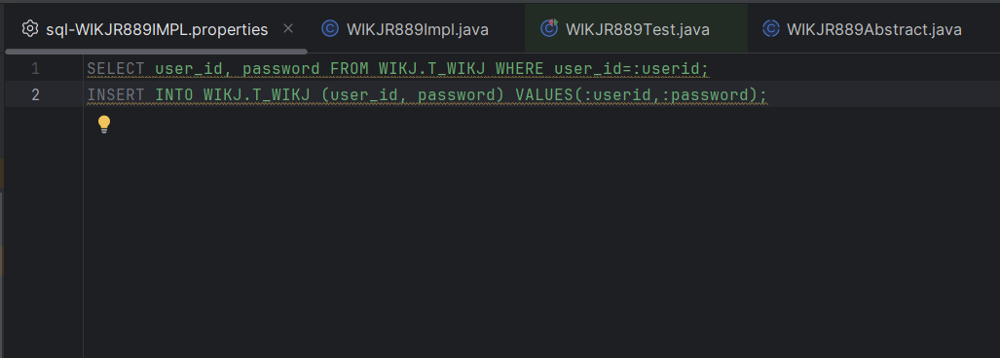 sql-WIKJR889IMPL.properties WIKJR889Impl.java WIKJR889Test.java WIKJR889Abstract.java
1 SELECT user_id, password FROM WIKJ.T_WIKJ WHERE user_id=:userid;
2 INSERT INTO WIKJ.T_WIKJ (user_id, password) VALUES(:userid,:password);